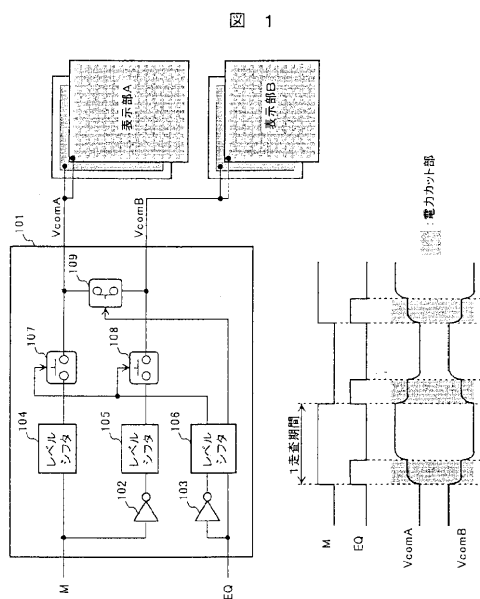 図 1
101
M
EQ
102
103
104
レベル
シフタ
105
レベル
シフタ
106
レベル
シフタ
107
108
109
VcomA
VcomB
表示部A
表示部B
1走査期間
M
EQ
VcomA
VcomB
:電力カット部